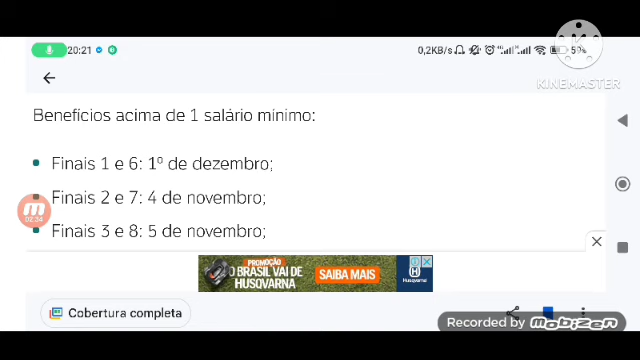 20:21
0,2KB/s
59%
KINEMASTER
Benefícios acima de 1 salário mínimo:
Finais 1 e 6: 1º de dezembro;
Finais 2 e 7: 4 de novembro;
02:34
Finais 3 e 8: 5 de novembro;
PROMOÇÃO
O BRASIL VAI DE
HUSQVARNA
SAIBA MAIS
Husqvarna
Cobertura completa
Recorded by mobizen